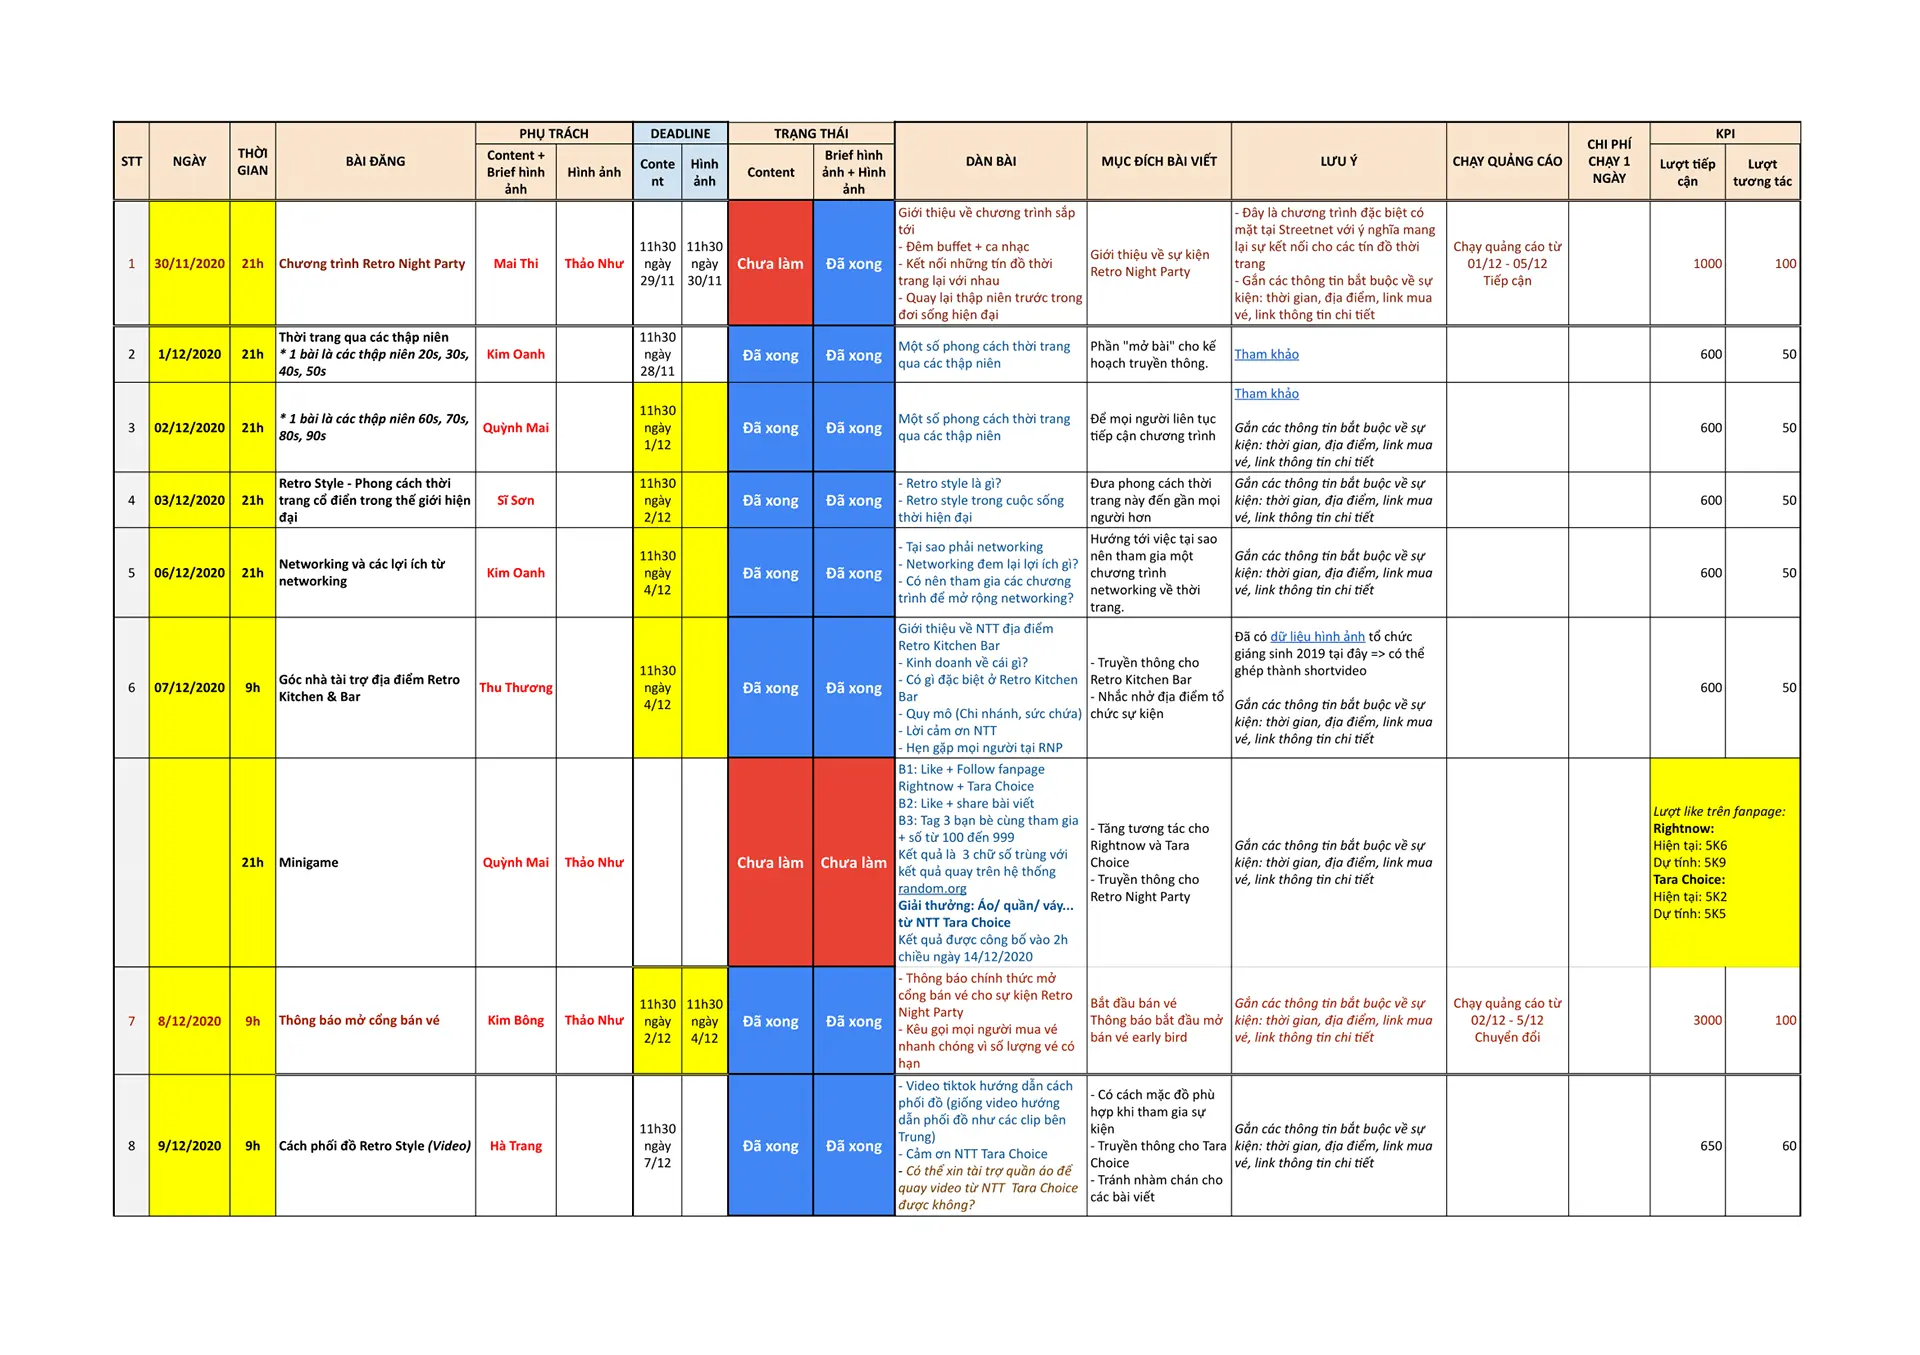 STT
NGÀY
THỜI
GIAN
BÀI ĐĂNG
PHỤ TRÁCH
Content +
Brief hình
ảnh
Hình ảnh
DEADLINE
Conte
nt
Hình
ảnh
TRẠNG THÁI
Content
Brief hình
ảnh + Hình
ảnh
DÀN BÀI
MỤC ĐÍCH BÀI VIẾT
LƯU Ý
CHẠY QUẢNG CÁO
CHI PHÍ
CHẠY 1
NGÀY
KPI
Lượt tiếp
cận
Lượt
tương tác
1
30/11/2020
21h
Chương trình Retro Night Party
Mai Thi
Thảo Như
11h30
ngày
29/11
11h30
ngày
30/11
Chưa làm
Đã xong
Giới thiệu về chương trình sắp
tới
- Đêm buffet + ca nhạc
- Kết nối những tín đồ thời
trang lại với nhau
- Quay lại thập niên trước trong
đơi sống hiện đại
Giới thiệu về sự kiện
Retro Night Party
- Đây là chương trình đặc biệt có
mặt tại Streetnet với ý nghĩa mang
lại sự kết nối cho các tín đồ thời
trang
- Gắn các thông tin bắt buộc về sự
kiện: thời gian, địa điểm, link mua
vé, link thông tin chi tiết
Chạy quảng cáo từ
01/12 - 05/12
Tiếp cận
1000
100
2
1/12/2020
21h
Thời trang qua các thập niên
* 1 bài là các thập niên 20s, 30s,
40s, 50s
Kim Oanh
11h30
ngày
28/11
Đã xong
Đã xong
Một số phong cách thời trang
qua các thập niên
Phần "mở bài" cho kế
hoạch truyền thông.
Tham khảo
600
50
3
02/12/2020
21h
* 1 bài là các thập niên 60s, 70s,
80s, 90s
Quỳnh Mai
11h30
ngày
1/12
Đã xong
Đã xong
Một số phong cách thời trang
qua các thập niên
Để mọi người liên tục
tiếp cận chương trình
Tham khảo
Gắn các thông tin bắt buộc về sự
kiện: thời gian, địa điểm, link mua
vé, link thông tin chi tiết
600
50
4
03/12/2020
21h
Retro Style - Phong cách thời
trang cổ điển trong thế giới hiện
đại
Sĩ Sơn
11h30
ngày
2/12
Đã xong
Đã xong
- Retro style là gì?
- Retro style trong cuộc sống
thời hiện đại
Đưa phong cách thời
trang này đến gần mọi
người hơn
Gắn các thông tin bắt buộc về sự
kiện: thời gian, địa điểm, link mua
vé, link thông tin chi tiết
600
50
5
06/12/2020
21h
Networking và các lợi ích từ
networking
Kim Oanh
11h30
ngày
4/12
Đã xong
Đã xong
- Tại sao phải networking
- Networking đem lại lợi ích gì?
- Có nên tham gia các chương
trình để mở rộng networking?
Hướng tới việc tại sao
nên tham gia một
chương trình
networking về thời
trang.
Gắn các thông tin bắt buộc về sự
kiện: thời gian, địa điểm, link mua
vé, link thông tin chi tiết
600
50
6
07/12/2020
9h
Góc nhà tài trợ địa điểm Retro
Kitchen & Bar
Thu Thương
11h30
ngày
4/12
Đã xong
Đã xong
Giới thiệu về NTT địa điểm
Retro Kitchen Bar
- Kinh doanh về cái gì?
- Có gì đặc biệt ở Retro Kitchen
Bar
- Quy mô (Chi nhánh, sức chứa)
- Lời cảm ơn NTT
- Hẹn gặp mọi người tại RNP
- Truyền thông cho
Retro Kitchen Bar
- Nhắc nhở địa điểm tổ
chức sự kiện
Đã có dữ liêu hình ảnh tổ chức
giáng sinh 2019 tại đây => có thể
ghép thành shortvideo
Gắn các thông tin bắt buộc về sự
kiện: thời gian, địa điểm, link mua
vé, link thông tin chi tiết
600
50
21h
Minigame
Quỳnh Mai
Thảo Như
Chưa làm
Chưa làm
B1: Like + Follow fanpage
Rightnow + Tara Choice
B2: Like + share bài viết
B3: Tag 3 bạn bè cùng tham gia
+ số từ 100 đến 999
Kết quả là  3 chữ số trùng với
kết quả quay trên hệ thống
random.org
Giải thưởng: Áo/ quần/ váy...
từ NTT Tara Choice
Kết quả được công bố vào 2h
chiều ngày 14/12/2020
- Tăng tương tác cho
Rightnow và Tara
Choice
- Truyền thông cho
Retro Night Party
Gắn các thông tin bắt buộc về sự
kiện: thời gian, địa điểm, link mua
vé, link thông tin chi tiết
Lượt like trên fanpage:
Rightnow:
Hiện tại: 5K6
Dự tính: 5K9
Tara Choice:
Hiện tại: 5K2
Dự tính: 5K5
7
8/12/2020
9h
Thông báo mở cổng bán vé
Kim Bông
Thảo Như
11h30
ngày
2/12
11h30
ngày
4/12
Đã xong
Đã xong
- Thông báo chính thức mở
cổng bán vé cho sự kiện Retro
Night Party
- Kêu gọi mọi người mua vé
nhanh chóng vì số lượng vé có
hạn
Bắt đầu bán vé
Thông báo bắt đầu mở
bán vé early bird
Gắn các thông tin bắt buộc về sự
kiện: thời gian, địa điểm, link mua
vé, link thông tin chi tiết
Chạy quảng cáo từ
02/12 - 5/12
Chuyển đổi
3000
100
8
9/12/2020
9h
Cách phối đồ Retro Style (Video)
Hà Trang
11h30
ngày
7/12
Đã xong
Đã xong
- Video tiktok hướng dẫn cách
phối đồ (giống video hướng
dẫn phối đồ như các clip bên
Trung)
- Cảm ơn NTT Tara Choice
- Có thể xin tài trợ quần áo để
quay video từ NTT  Tara Choice
được không?
- Có cách mặc đồ phù
hợp khi tham gia sự
kiện
- Truyền thông cho Tara
Choice
- Tránh nhàm chán cho
các bài viết
Gắn các thông tin bắt buộc về sự
kiện: thời gian, địa điểm, link mua
vé, link thông tin chi tiết
650
60